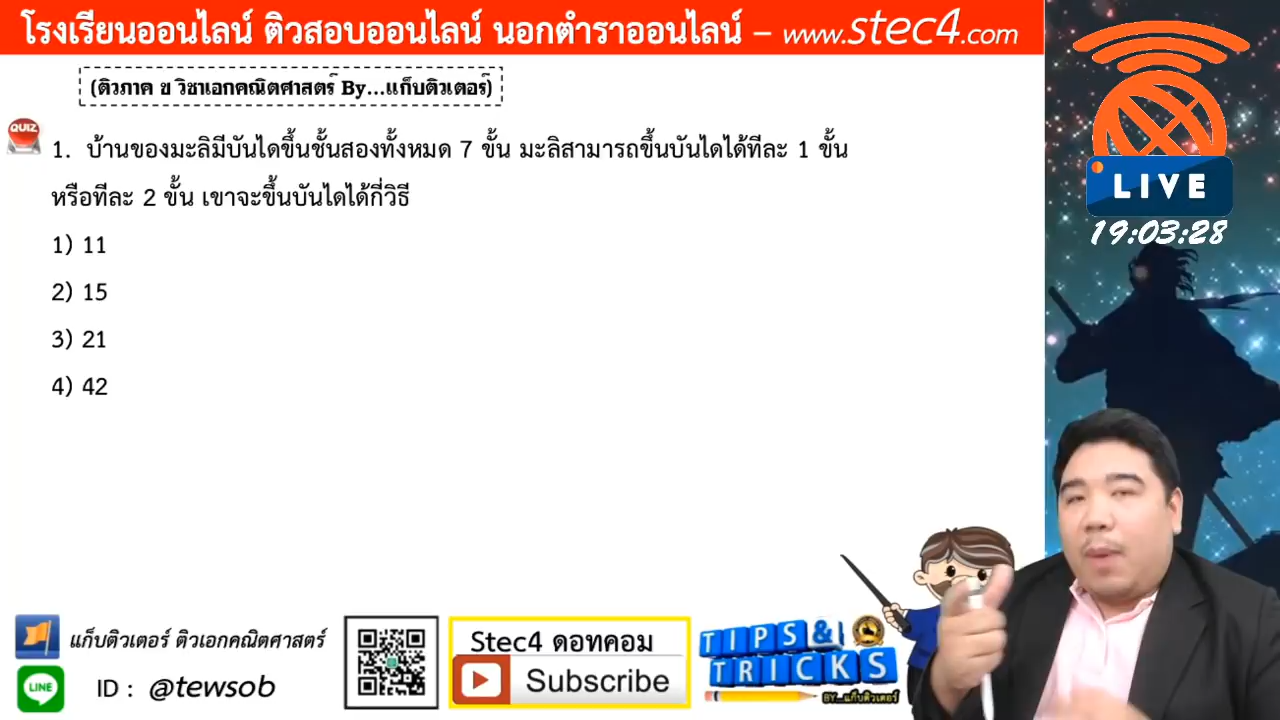 โรงเรียนออนไลน์ ติวสอบออนไลน์ นอกตำราออนไลน์ – www.stec4.com
(ติวภาค ข วิชาเอกคณิตศาสตร์ By...แก๊บติวเตอร์)
QUIZ
1. บ้านของมะลิมีบันไดขึ้นชั้นสองทั้งหมด 7 ขั้น มะลิสามารถขึ้นบันไดได้ทีละ 1 ขั้น
หรือทีละ 2 ขั้น เขาจะขึ้นบันไดได้กี่วิธี
1) 11
2) 15
3) 21
4) 42
LIVE
19:03:28
แก๊บติวเตอร์ ติวเอกคณิตศาสตร์
LINE
ID : @tewsob
Stec4 ดอทคอม
Subscribe
TIPS &
TRICKS
BY...แก๊บติวเตอร์